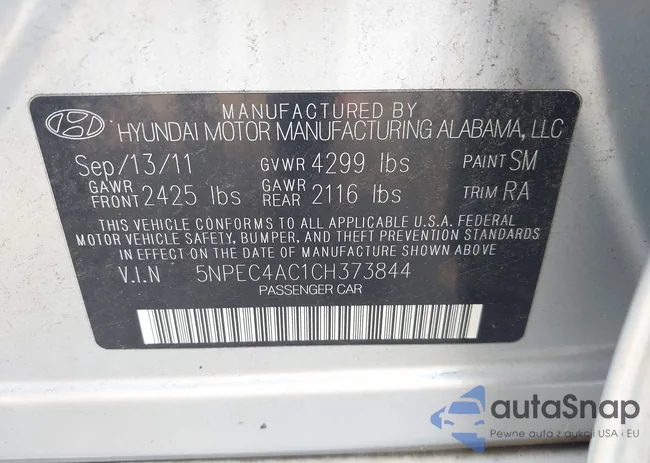 MANUFACTURED BY
HYUNDAI MOTOR MANUFACTURING ALABAMA, LLC
Sep/13/11 GVWR 4299 lbs PAINT SM
GAWR FRONT 2425 lbs GAWR REAR 2116 lbs TRIM RA
THIS VEHICLE CONFORMS TO ALL APPLICABLE U.S.A. FEDERAL
MOTOR VEHICLE SAFETY, BUMPER, AND THEFT PREVENTION STANDARDS
IN EFFECT ON THE DATE OF MANUFACTURE SHOWN ABOVE.
V.I.N 5NPEC4AC1CH373844
PASSENGER CAR
autoSnap
Pewne auta z aukcji USA i EU